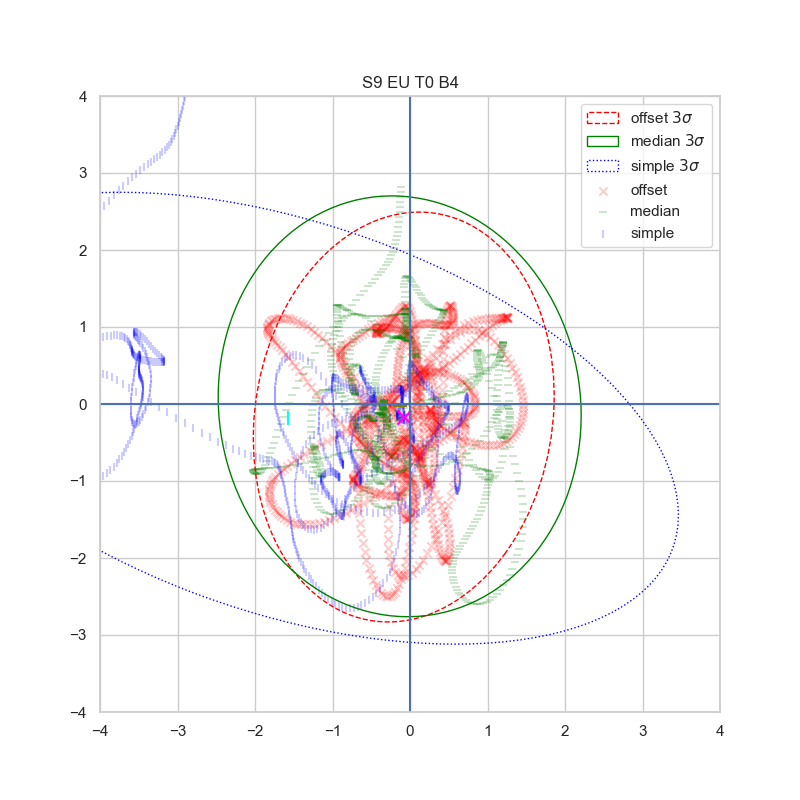 S9 EU T0 B4
4
3
2
1
0
−1
−2
−3
−4
−4
−3
−2
−1
0
1
2
3
4
offset 3σ
median 3σ
simple 3σ
offset
median
simple